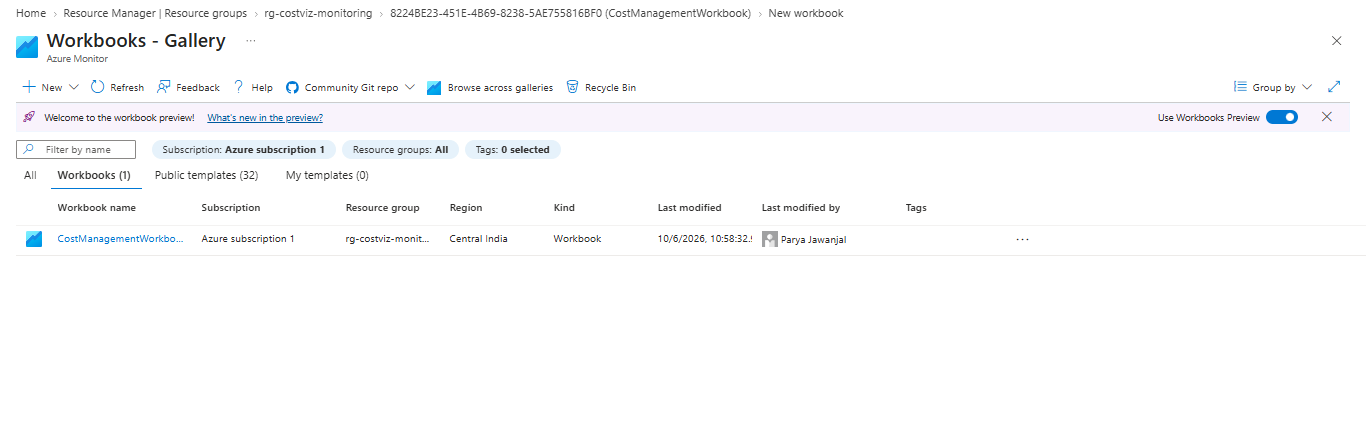 Home > Resource Manager | Resource groups > rg-costviz-monitoring > 8224BE23-451E-4B69-8238-5AE755816BF0 (CostManagementWorkbook) > New workbook
Workbooks - Gallery ...
Azure Monitor
New Refresh Feedback Help Community Git repo Browse across galleries Recycle Bin Group by
Welcome to the workbook preview! What's new in the preview? Use Workbooks Preview
Filter by name Subscription: Azure subscription 1 Resource groups: All Tags: 0 selected
All Workbooks (1) Public templates (32) My templates (0)
Workbook name Subscription Resource group Region Kind Last modified Last modified by Tags
CostManagementWorkbo... Azure subscription 1 rg-costviz-monit... Central India Workbook 10/6/2026, 10:58:32. Parya Jawanjal ...